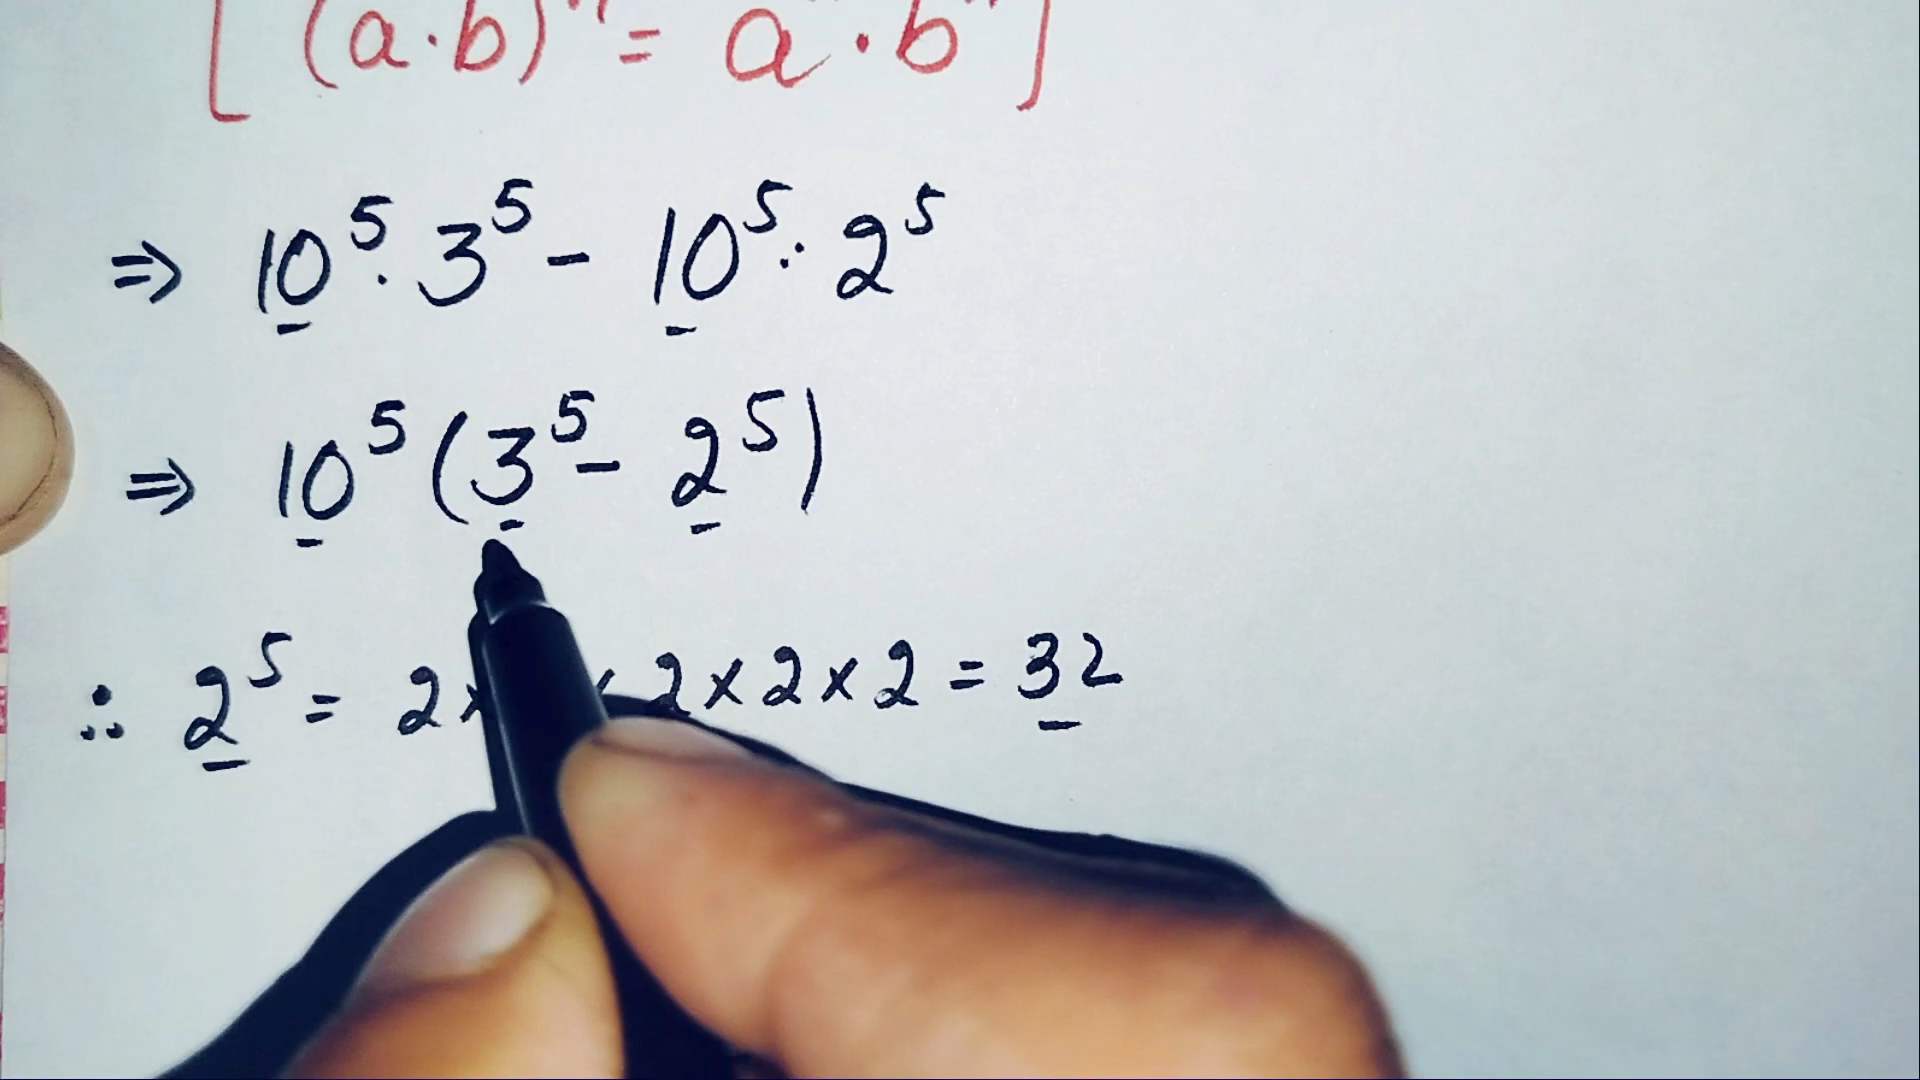 [ (a·b)ⁿ = aⁿ·bⁿ ]
⇒ 10⁵·3⁵ - 10⁵·2⁵
⇒ 10⁵(3⁵ - 2⁵)
∴ 2⁵ = 2× 2×2×2 = 32